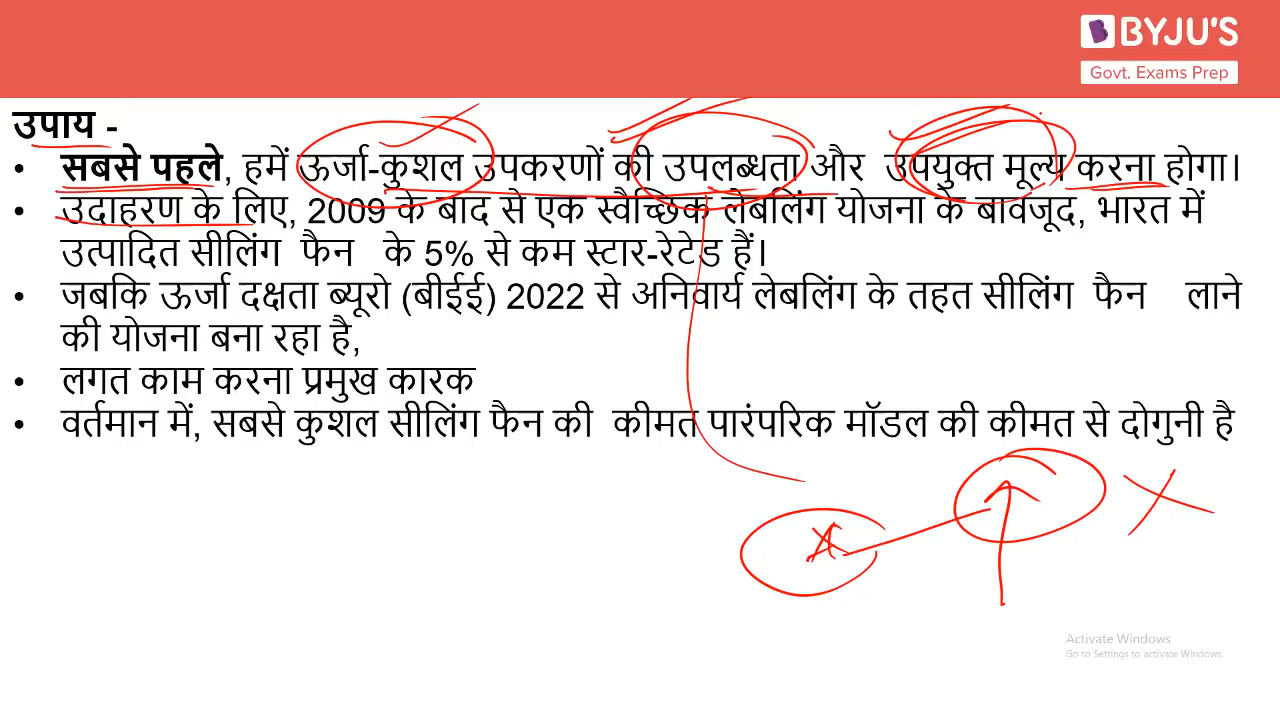 BYJU'S
Govt. Exams Prep
उपाय -
• सबसे पहले, हमें ऊर्जा-कुशल उपकरणों की उपलब्धता और उपयुक्त मूल्य करना होगा।
• उदाहरण के लिए, 2009 के बाद से एक स्वैच्छिक लेबलिंग योजना के बावजूद, भारत में
उत्पादित सीलिंग फैन के 5% से कम स्टार-रेटेड हैं।
• जबकि ऊर्जा दक्षता ब्यूरो (बीईई) 2022 से अनिवार्य लेबलिंग के तहत सीलिंग फैन लाने
की योजना बना रहा है,
• लगत काम करना प्रमुख कारक
• वर्तमान में, सबसे कुशल सीलिंग फैन की कीमत पारंपरिक मॉडल की कीमत से दोगुनी है
Activate Windows
Go to Settings to activate Windows.